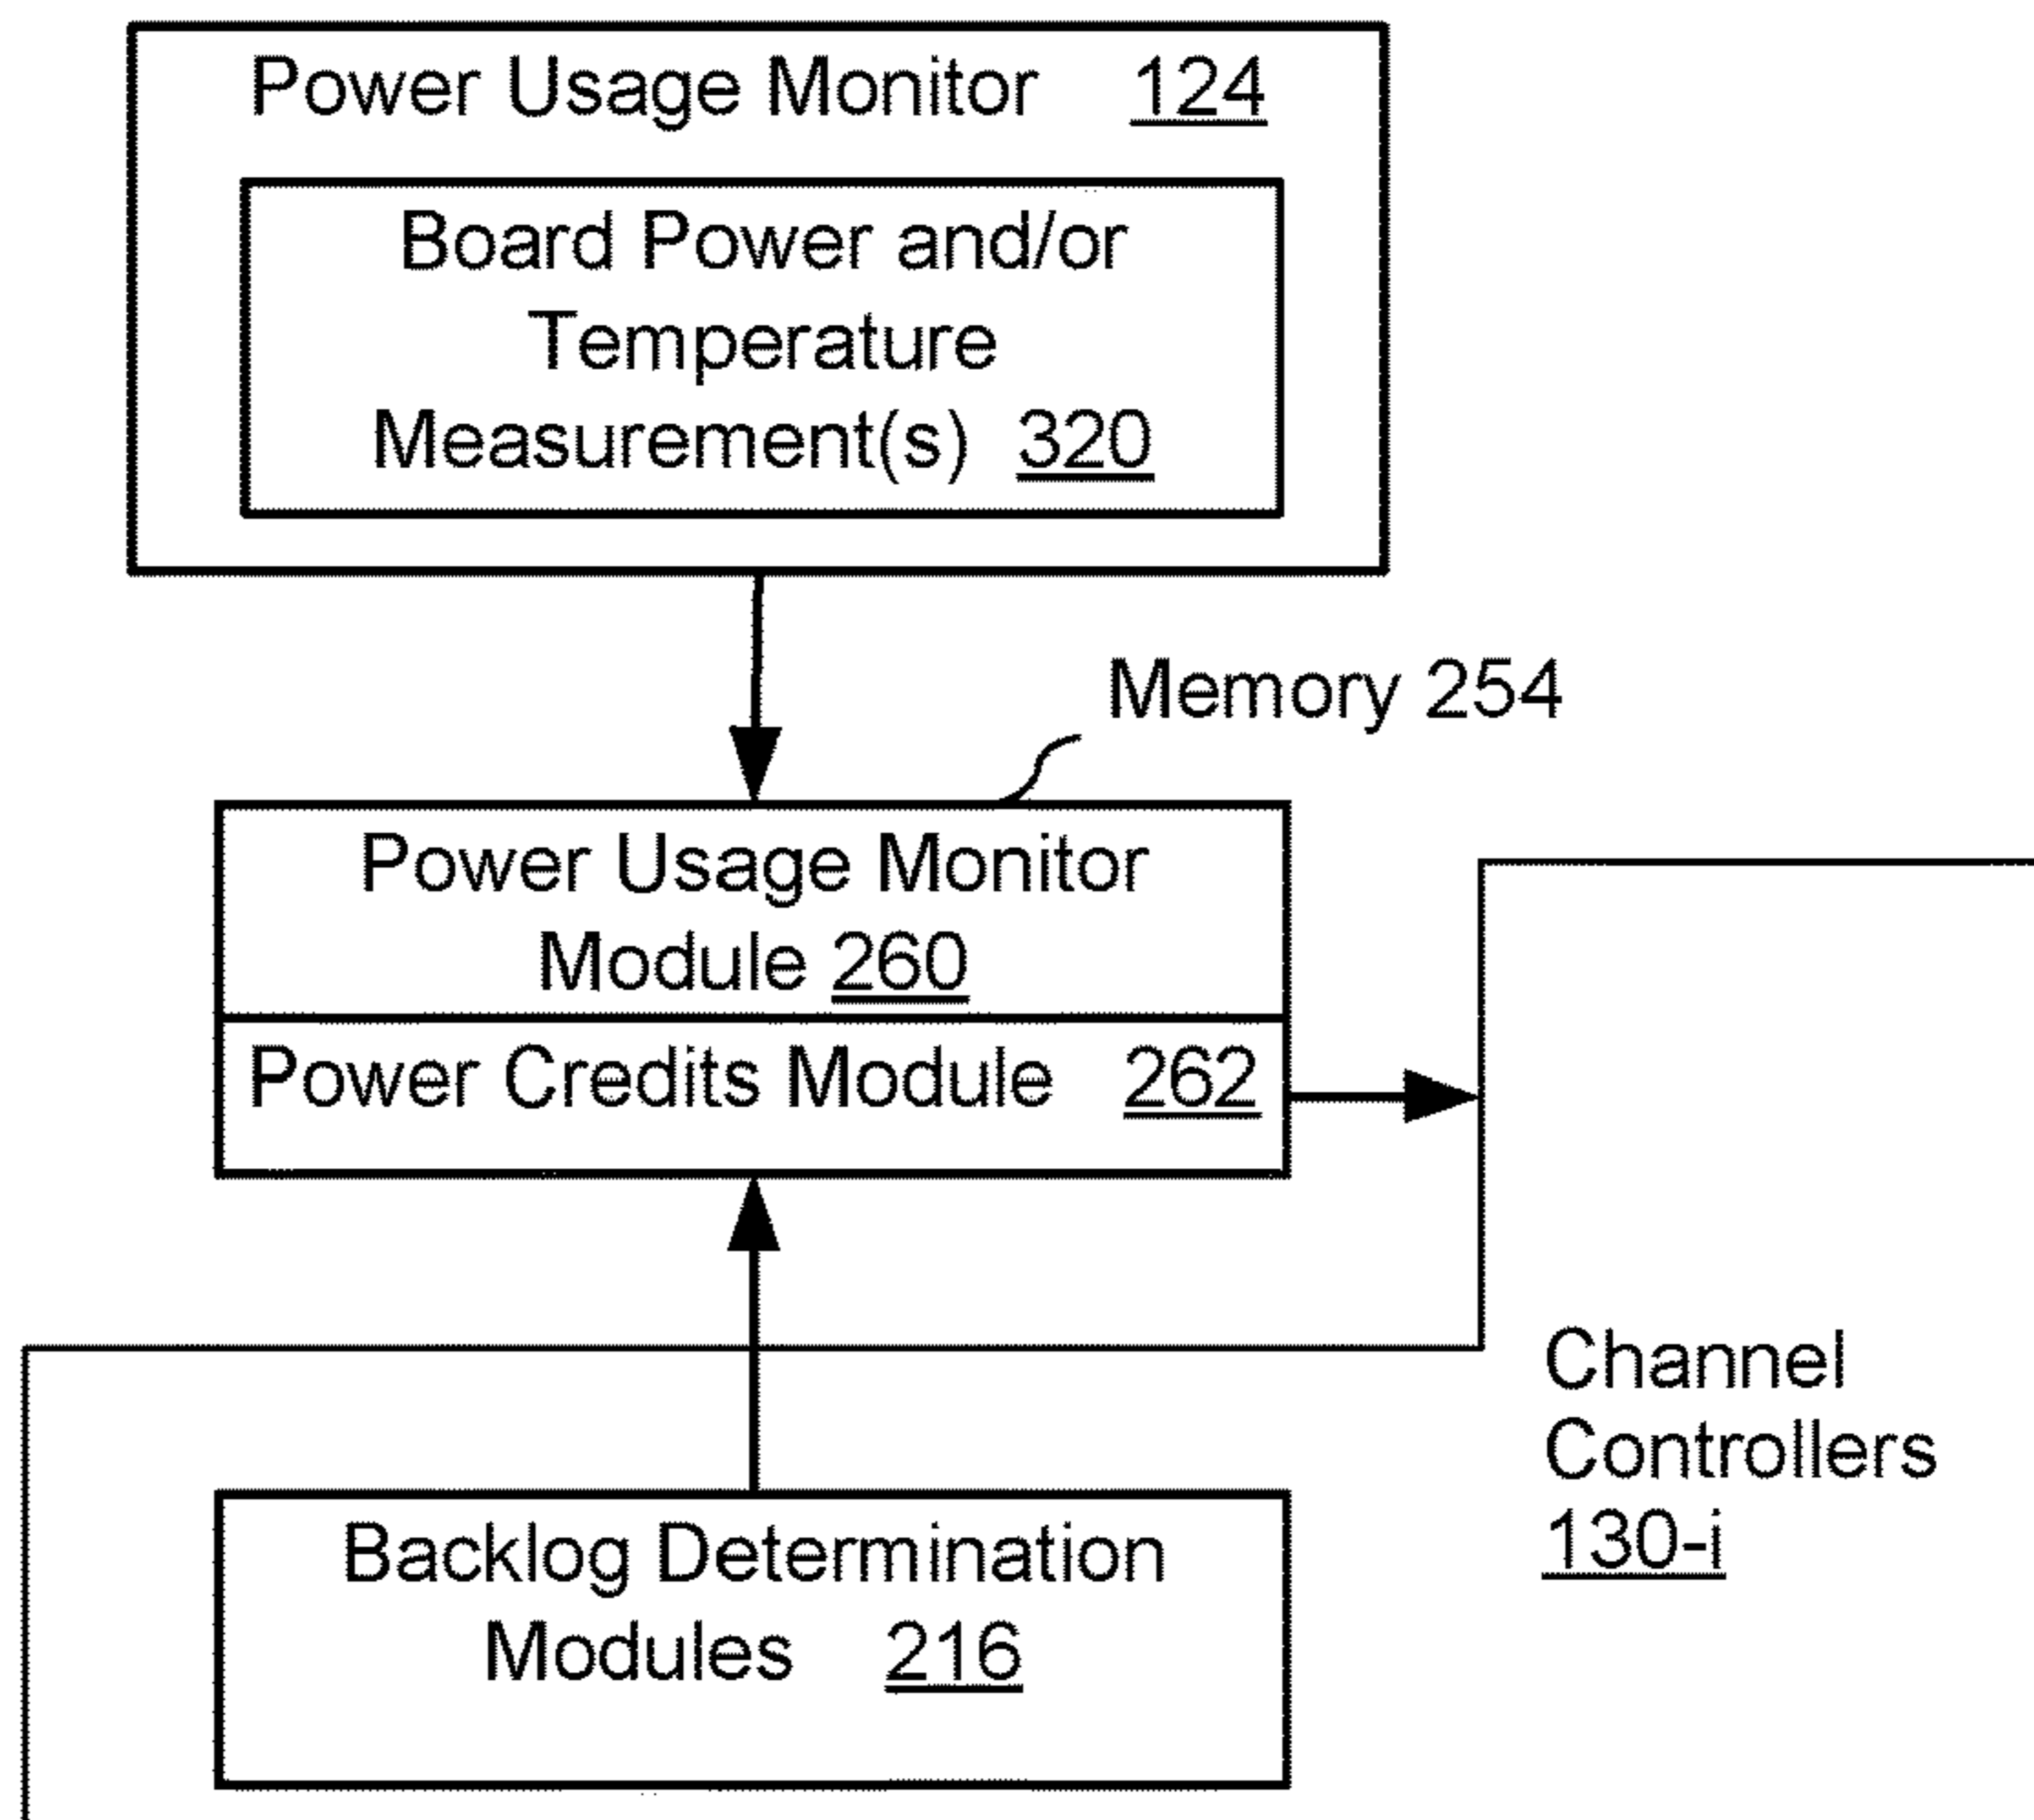 Power Usage Monitor 124
Board Power and/or
Temperature
Measurement(s) 320
Memory 254
Power Usage Monitor
Module 260
Power Credits Module 262
Channel
Controllers
130-i
Backlog Determination
Modules 216